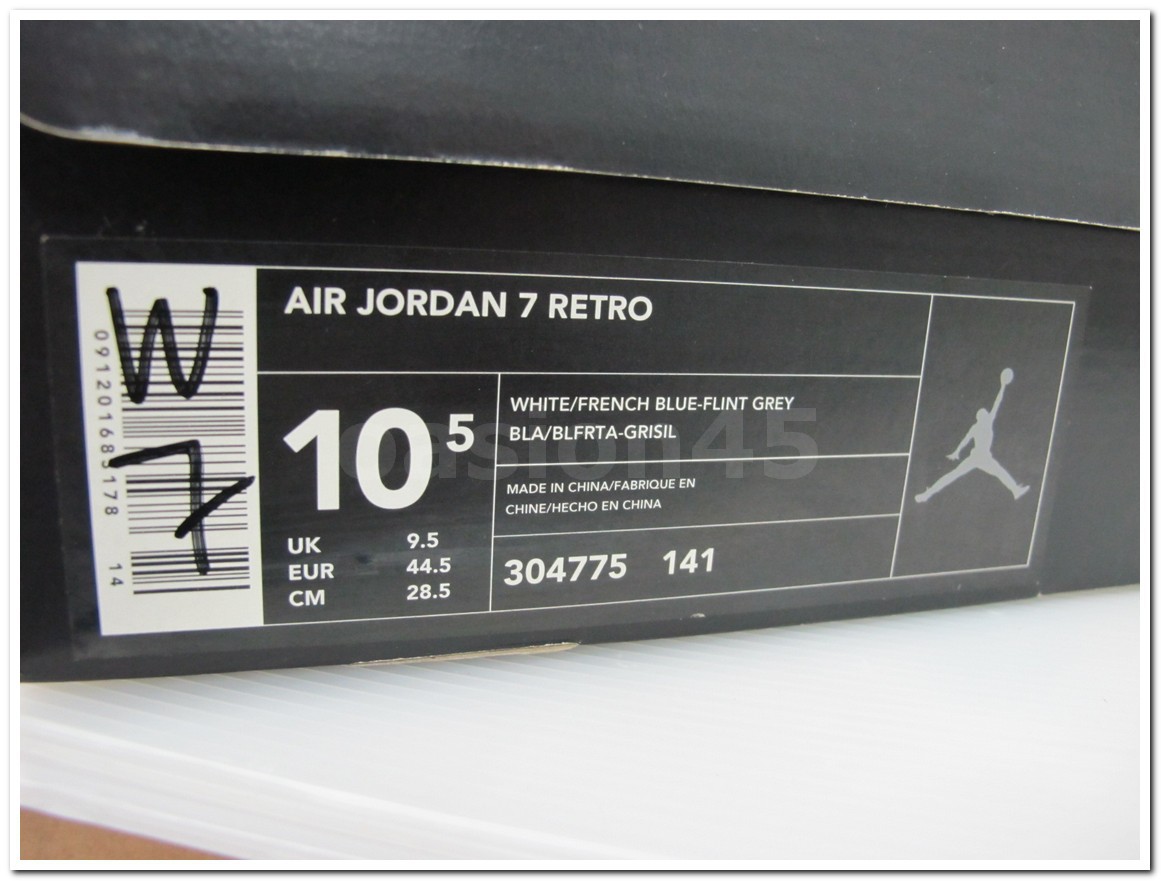 AIR JORDAN 7 RETRO
W
7
091201685178 14
10 5
UK 9.5
EUR 44.5
CM 28.5
WHITE/FRENCH BLUE-FLINT GREY
BLA/BLFRTA-GRISIL
MADE IN CHINA/FABRIQUE EN
CHINE/HECHO EN CHINA
304775 141
oasion45